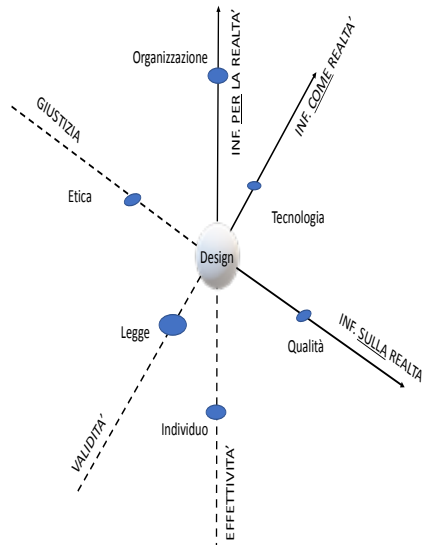 Organizzazione
INF. PER LA REALTA’
INF. COME REALTA’
GIUSTIZIA
Etica
Tecnologia
Design
Legge
Qualità
INF. SULLA REALTA
Individuo
VALIDITA’
EFFETTIVITA’